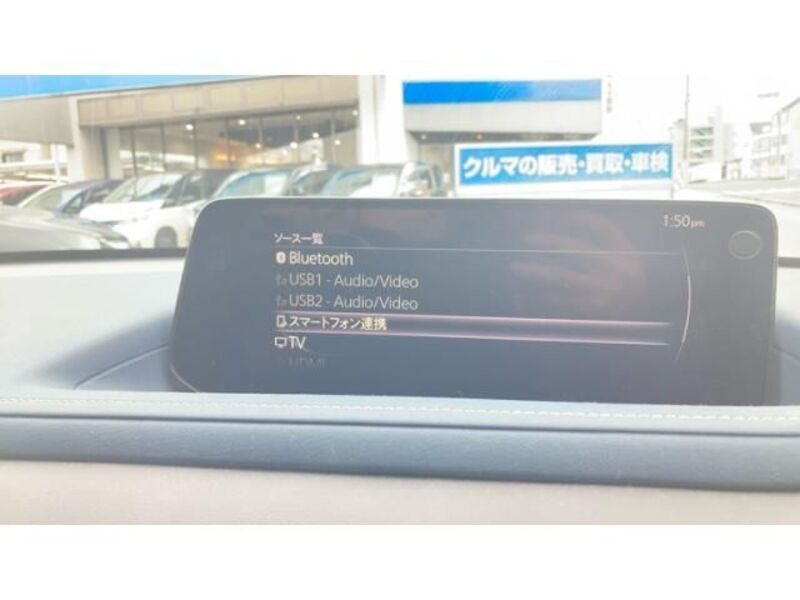 クルマの販売・買取・車検
1:50pm
ソース一覧
Bluetooth
USB1 - Audio/Video
USB2 - Audio/Video
スマートフォン連携
TV
HDMI